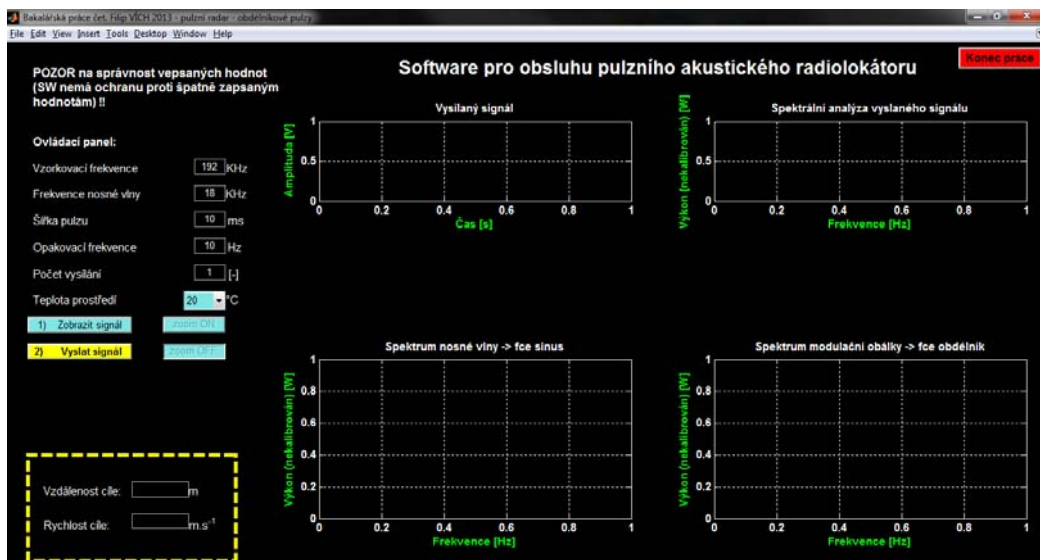 Bakalářská práce čet. Filip VÍCH 2013 - pulzní radar - obdélníkové pulzy
File Edit View Insert Tools Desktop Window Help
Konec práce
Software pro obsluhu pulzního akustického radiolokátoru
POZOR na správnost vepsaných hodnot
(SW nemá ochranu proti špatně zapsaným
hodnotám) !!
Ovládací panel:
Vzorkovací frekvence 192 KHz
Frekvence nosné vlny 18 KHz
Šířka pulzu 10 ms
Opakovací frekvence 10 Hz
Počet vysílání 1 [-]
Teplota prostředí 20 °C
1) Zobrazit signál zoom ON
2) Vyslat signál zoom OFF
Vzdálenost cíle: m
Rychlost cíle: m.s⁻¹
Vysílaný signál
Amplituda [V]
1
0.5
0
0 0.2 0.4 0.6 0.8 1
Čas [s]
Spektrální analýza vyslaného signálu
Výkon (nekalibrován) [W]
1
0.5
0
0 0.2 0.4 0.6 0.8 1
Frekvence [Hz]
Spektrum nosné vlny -> fce sinus
Výkon (nekalibrován) [W]
1
0.8
0.6
0.4
0.2
0
0 0.2 0.4 0.6 0.8 1
Frekvence [Hz]
Spektrum modulační obálky -> fce obdélník
Výkon (nekalibrován) [W]
1
0.8
0.6
0.4
0.2
0
0 0.2 0.4 0.6 0.8 1
Frekvence [Hz]